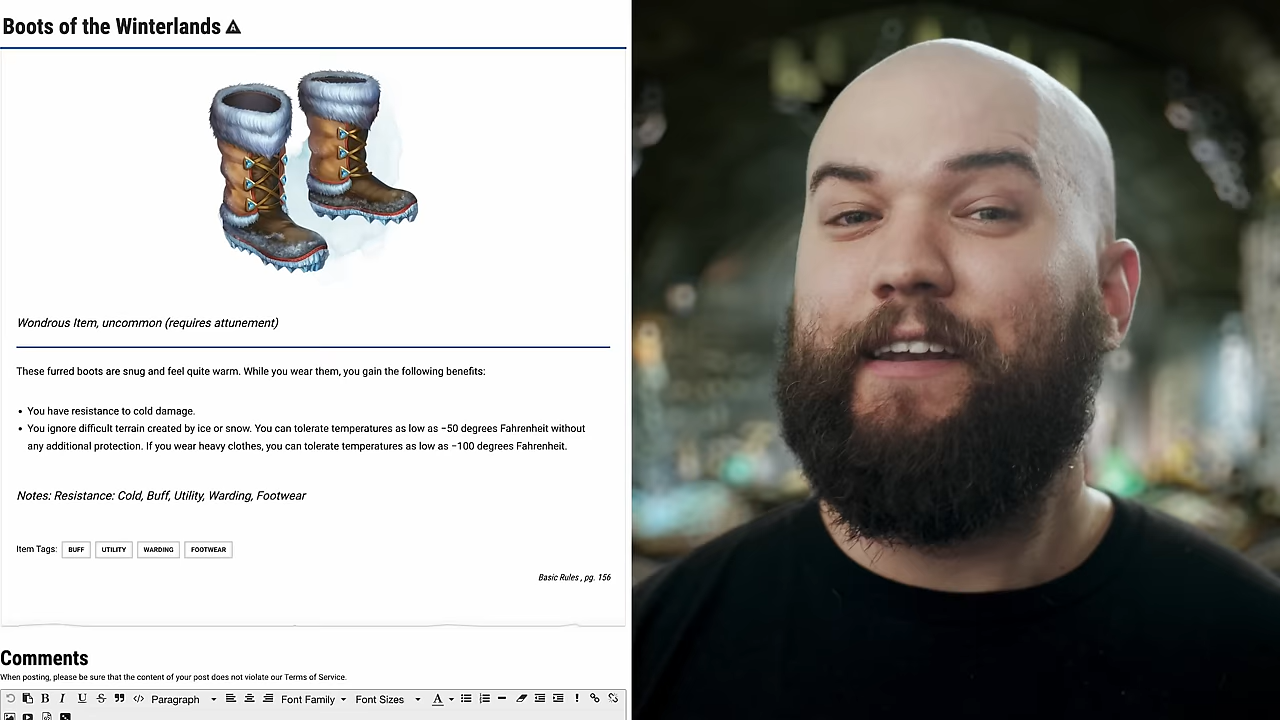 Boots of the Winterlands
Wondrous Item, uncommon (requires attunement)
These furred boots are snug and feel quite warm. While you wear them, you gain the following benefits:
• You have resistance to cold damage.
• You ignore difficult terrain created by ice or snow. You can tolerate temperatures as low as −50 degrees Fahrenheit without
any additional protection. If you wear heavy clothes, you can tolerate temperatures as low as −100 degrees Fahrenheit.
Notes: Resistance: Cold, Buff, Utility, Warding, Footwear
Item Tags: BUFF UTILITY WARDING FOOTWEAR
Basic Rules , pg. 156
Comments
When posting, please be sure that the content of your post does not violate our Terms of Service.
B I U S Paragraph Font Family Font Sizes A